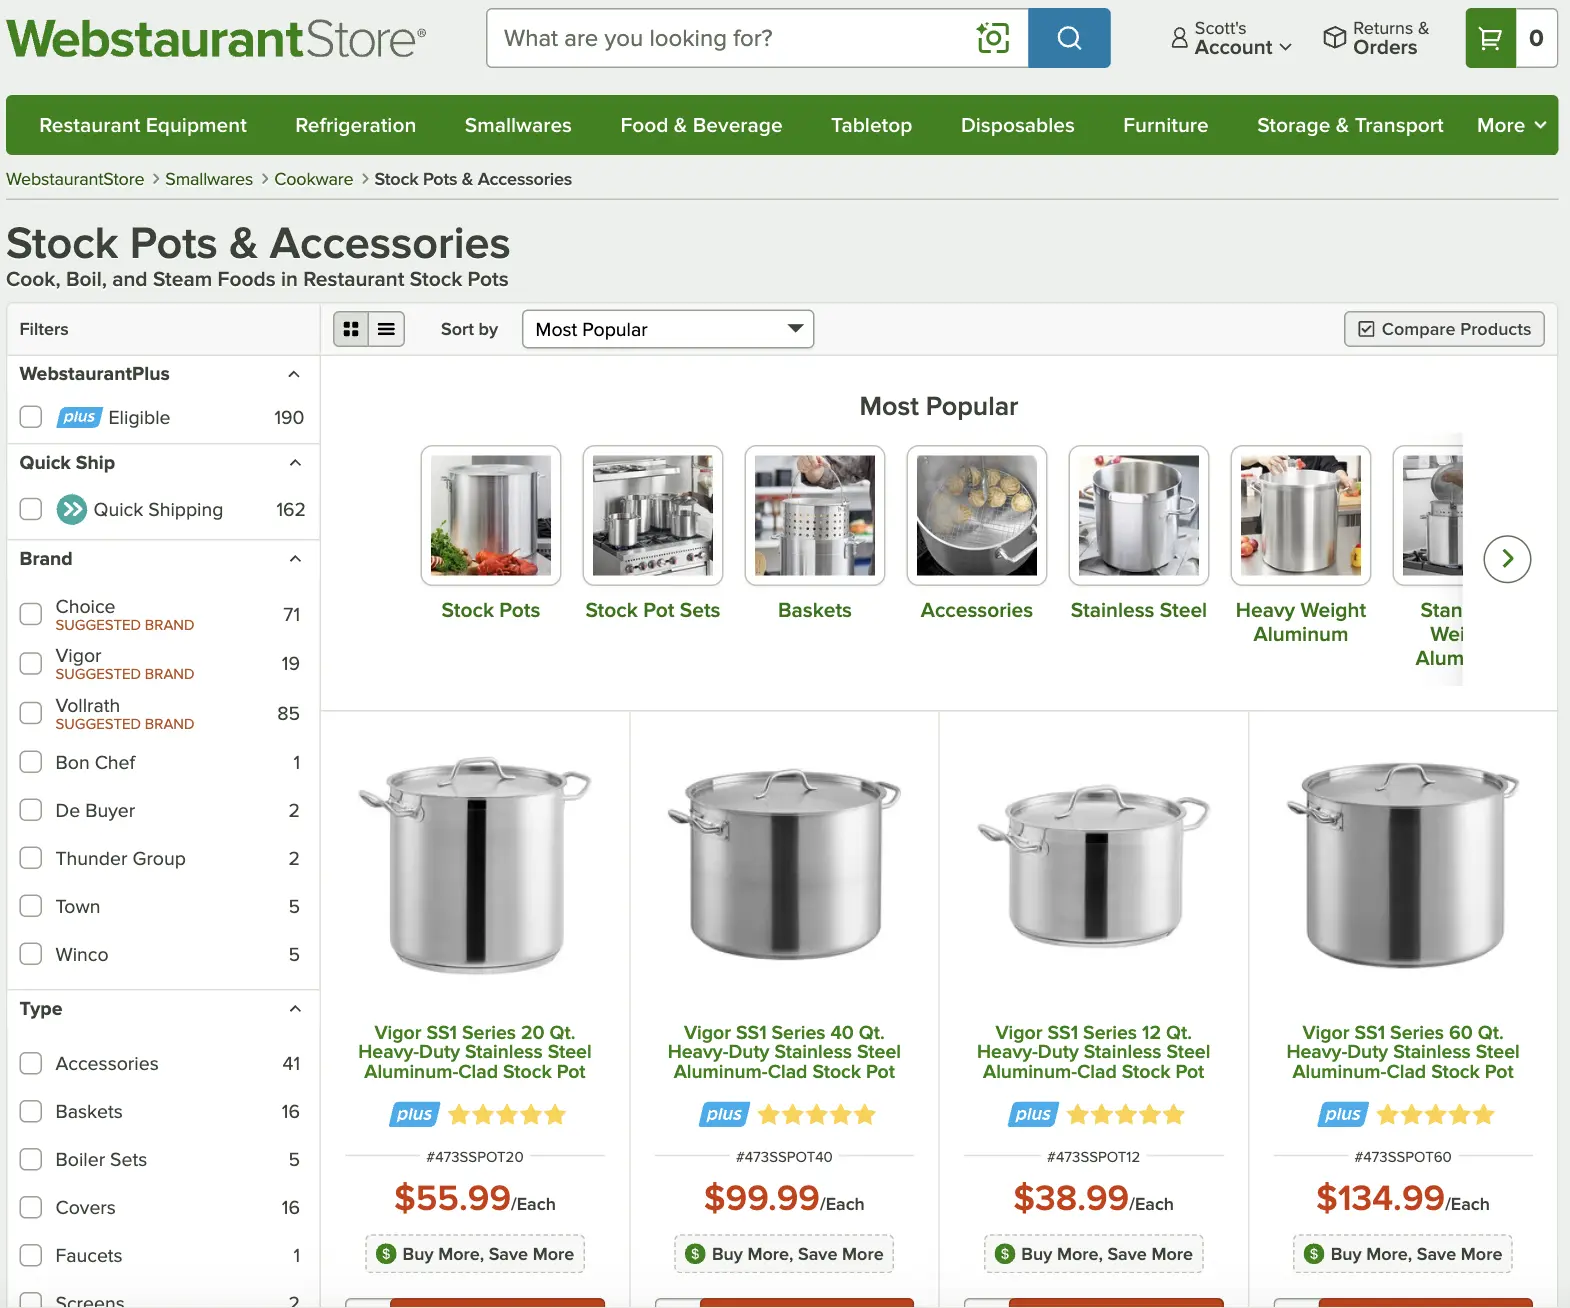 WebstaurantStore®
What are you looking for?
Scott's
Account
Returns &
Orders
0
Restaurant Equipment
Refrigeration
Smallwares
Food & Beverage
Tabletop
Disposables
Furniture
Storage & Transport
More
WebstaurantStore > Smallwares > Cookware > Stock Pots & Accessories
Stock Pots & Accessories
Cook, Boil, and Steam Foods in Restaurant Stock Pots
Filters
Sort by
Most Popular
Compare Products
WebstaurantPlus
plus Eligible 190
Quick Ship
Quick Shipping 162
Brand
Choice 71
SUGGESTED BRAND
Vigor 19
SUGGESTED BRAND
Vollrath 85
SUGGESTED BRAND
Bon Chef 1
De Buyer 2
Thunder Group 2
Town 5
Winco 5
Type
Accessories 41
Baskets 16
Boiler Sets 5
Covers 16
Faucets 1
Screens 2
Most Popular
Stock Pots
Stock Pot Sets
Baskets
Accessories
Stainless Steel
Heavy Weight
Aluminum
Stan
Wei
Alum
Vigor SS1 Series 20 Qt.
Heavy-Duty Stainless Steel
Aluminum-Clad Stock Pot
plus
#473SSPOT20
$55.99/Each
$ Buy More, Save More
Vigor SS1 Series 40 Qt.
Heavy-Duty Stainless Steel
Aluminum-Clad Stock Pot
plus
#473SSPOT40
$99.99/Each
$ Buy More, Save More
Vigor SS1 Series 12 Qt.
Heavy-Duty Stainless Steel
Aluminum-Clad Stock Pot
plus
#473SSPOT12
$38.99/Each
$ Buy More, Save More
Vigor SS1 Series 60 Qt.
Heavy-Duty Stainless Steel
Aluminum-Clad Stock Pot
plus
#473SSPOT60
$134.99/Each
$ Buy More, Save More